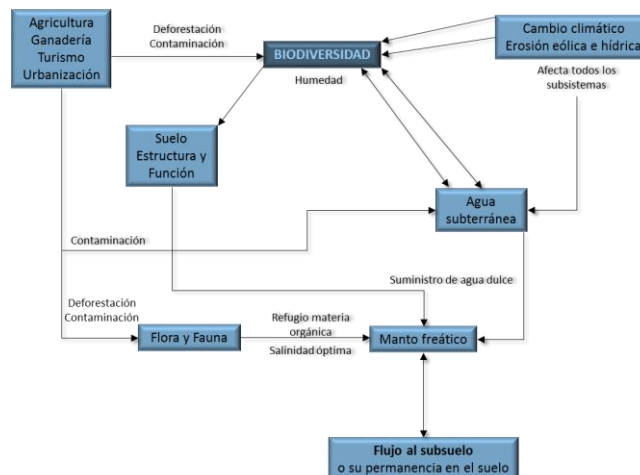 Agricultura
Ganadería
Turismo
Urbanización
Deforestación
Contaminación
BIODIVERSIDAD
Humedad
Cambio climático
Erosión eólica e hídrica
Afecta todos los
subsistemas
Suelo
Estructura y
Función
Agua
subterránea
Contaminación
Suministro de agua dulce
Deforestación
Contaminación
Flora y Fauna
Refugio materia
orgánica
Salinidad óptima
Manto freático
Flujo al subsuelo
o su permanencia en el suelo